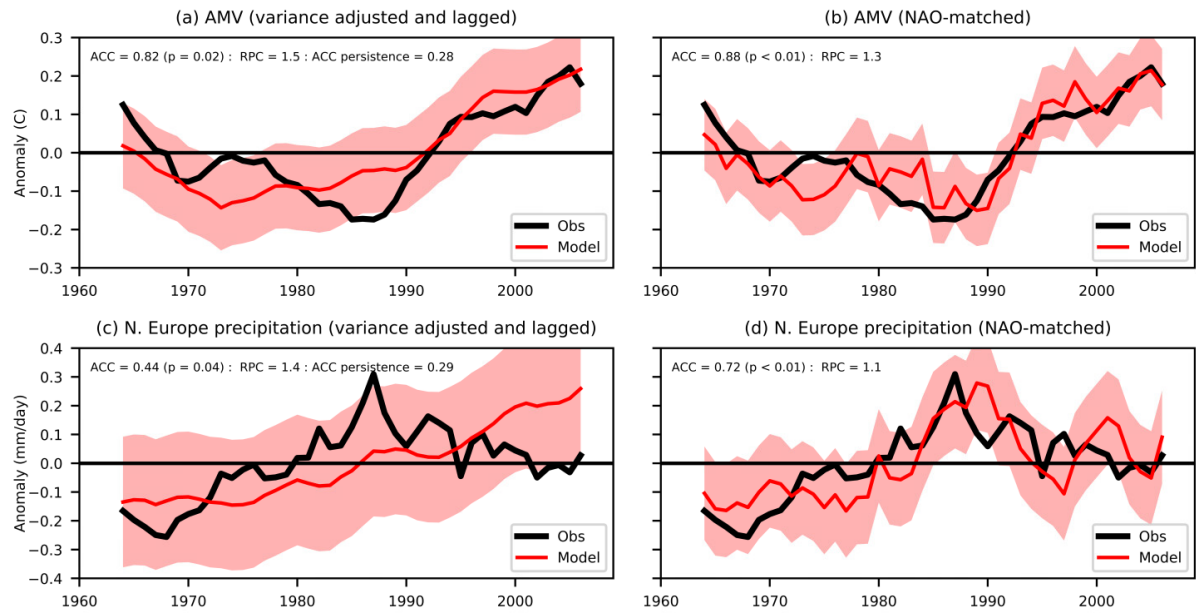 (a) AMV (variance adjusted and lagged)
ACC = 0.82 (p = 0.02) : RPC = 1.5 : ACC persistence = 0.28
Anomaly (C)
0.3
0.2
0.1
0.0
−0.1
−0.2
−0.3
Obs
Model
1960 1970 1980 1990 2000
(b) AMV (NAO-matched)
ACC = 0.88 (p < 0.01) : RPC = 1.3
Obs
Model
1960 1970 1980 1990 2000
(c) N. Europe precipitation (variance adjusted and lagged)
ACC = 0.44 (p = 0.04) : RPC = 1.4 : ACC persistence = 0.29
Anomaly (mm/day)
0.4
0.3
0.2
0.1
0.0
−0.1
−0.2
−0.3
−0.4
Obs
Model
1960 1970 1980 1990 2000
(d) N. Europe precipitation (NAO-matched)
ACC = 0.72 (p < 0.01) : RPC = 1.1
Obs
Model
1960 1970 1980 1990 2000